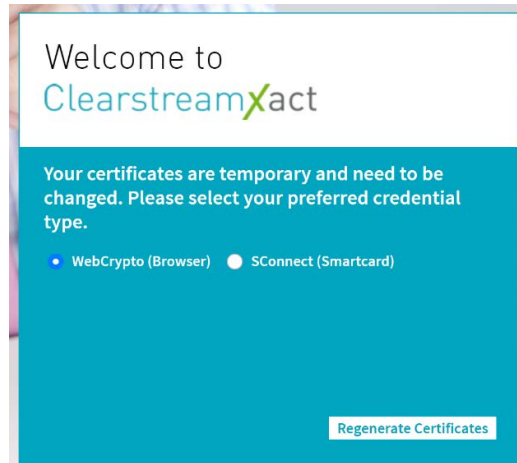 Welcome to
ClearstreamXact
Your certificates are temporary and need to be
changed. Please select your preferred credential
type.
WebCrypto (Browser) SConnect (Smartcard)
Regenerate Certificates